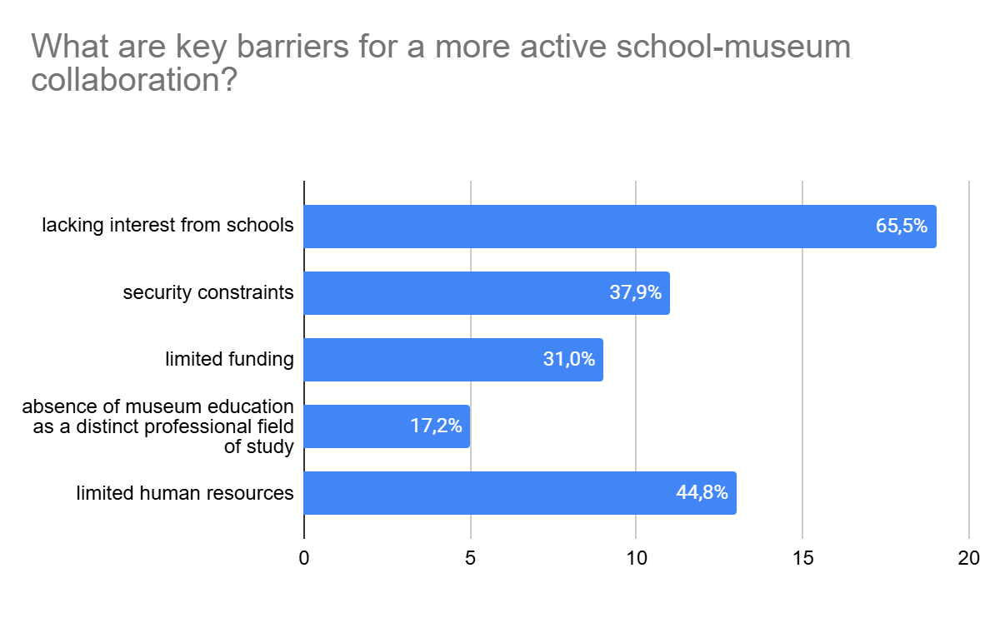 What are key barriers for a more active school-museum
collaboration?
lacking interest from schools
65,5%
security constraints
37,9%
limited funding
31,0%
absence of museum education
as a distinct professional field
of study
17,2%
limited human resources
44,8%
0
5
10
15
20